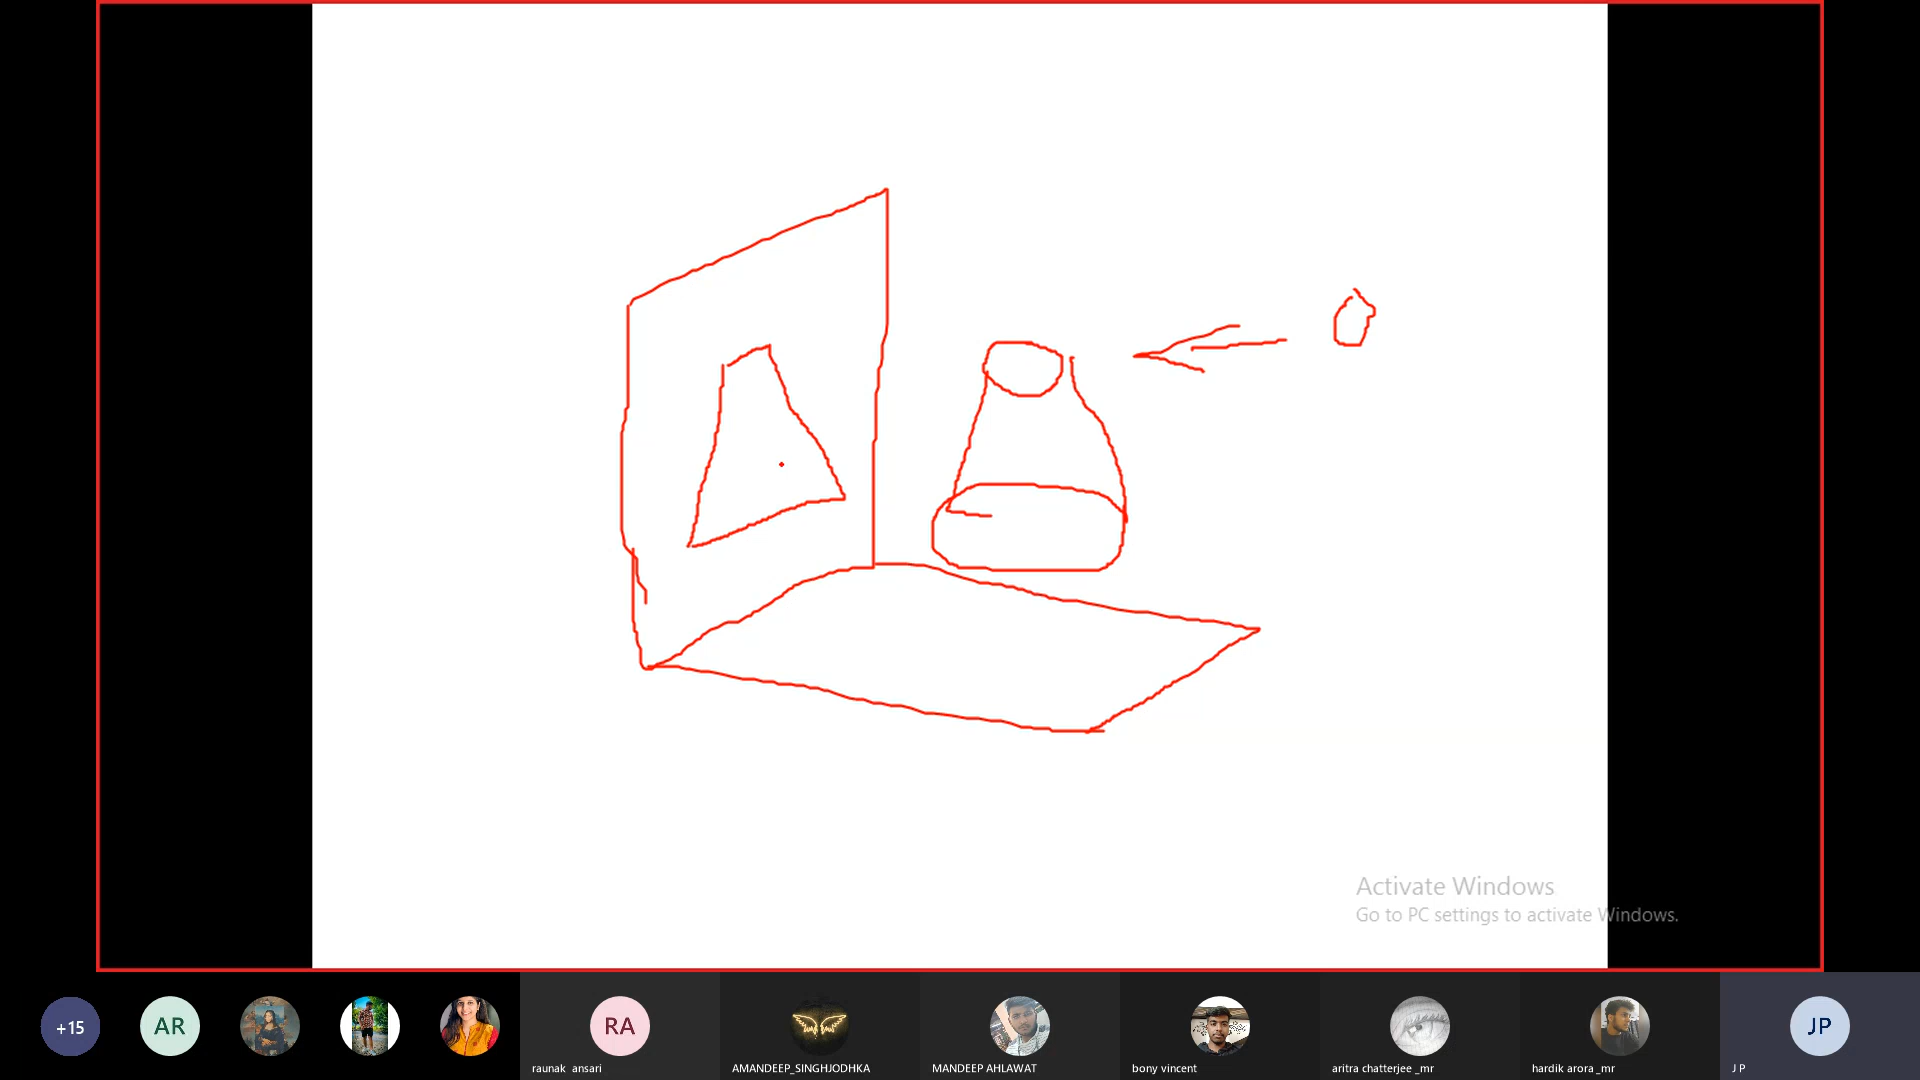 Activate Windows
Go to PC settings to activate Windows.
+15
AR
RA
JP
raunak ansari
AMANDEEP_SINGHJODHKA
MANDEEP AHLAWAT
bony vincent
aritra chatterjee _mr
hardik arora _mr
J P